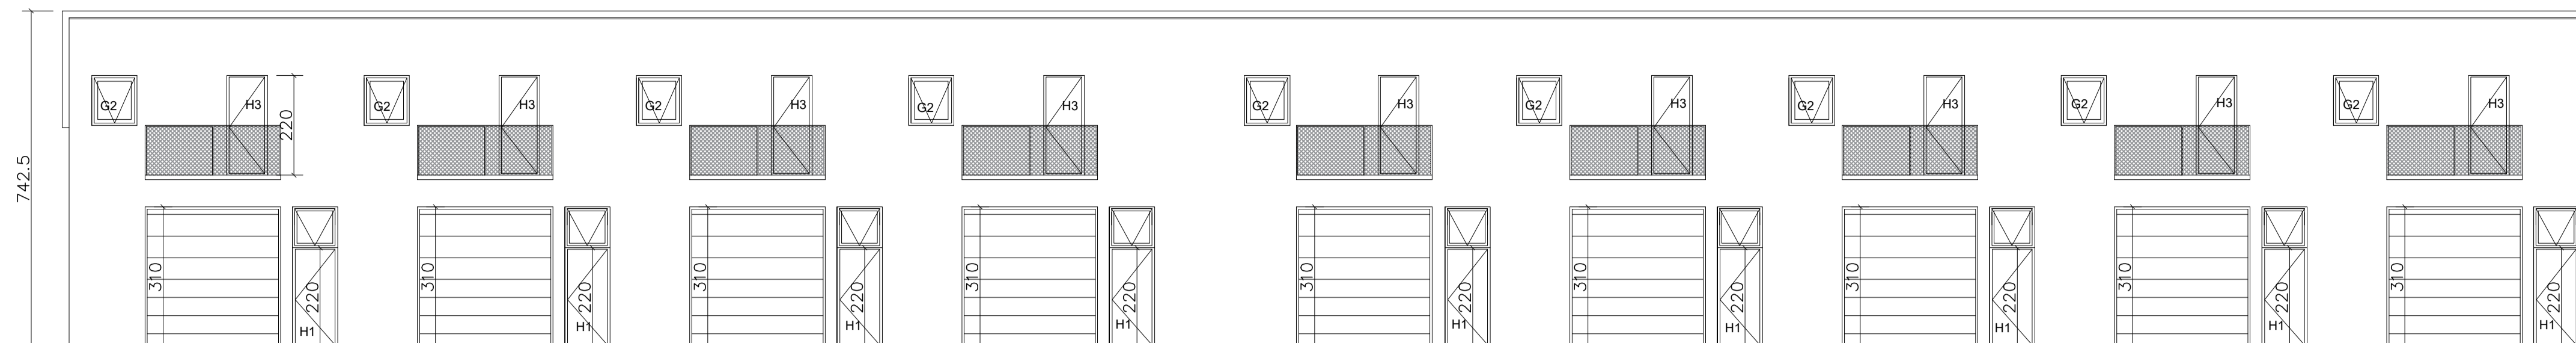 G2 H3 G2 H3 G2 H3 G2 H3 G2 H3 G2 H3 G2 H3 G2 H3 G2 H3
220
742.5
310 310 310 310 310 310 310 310 310
220 220 220 220 220 220 220 220 220
H1 H1 H1 H1 H1 H1 H1 H1 H1